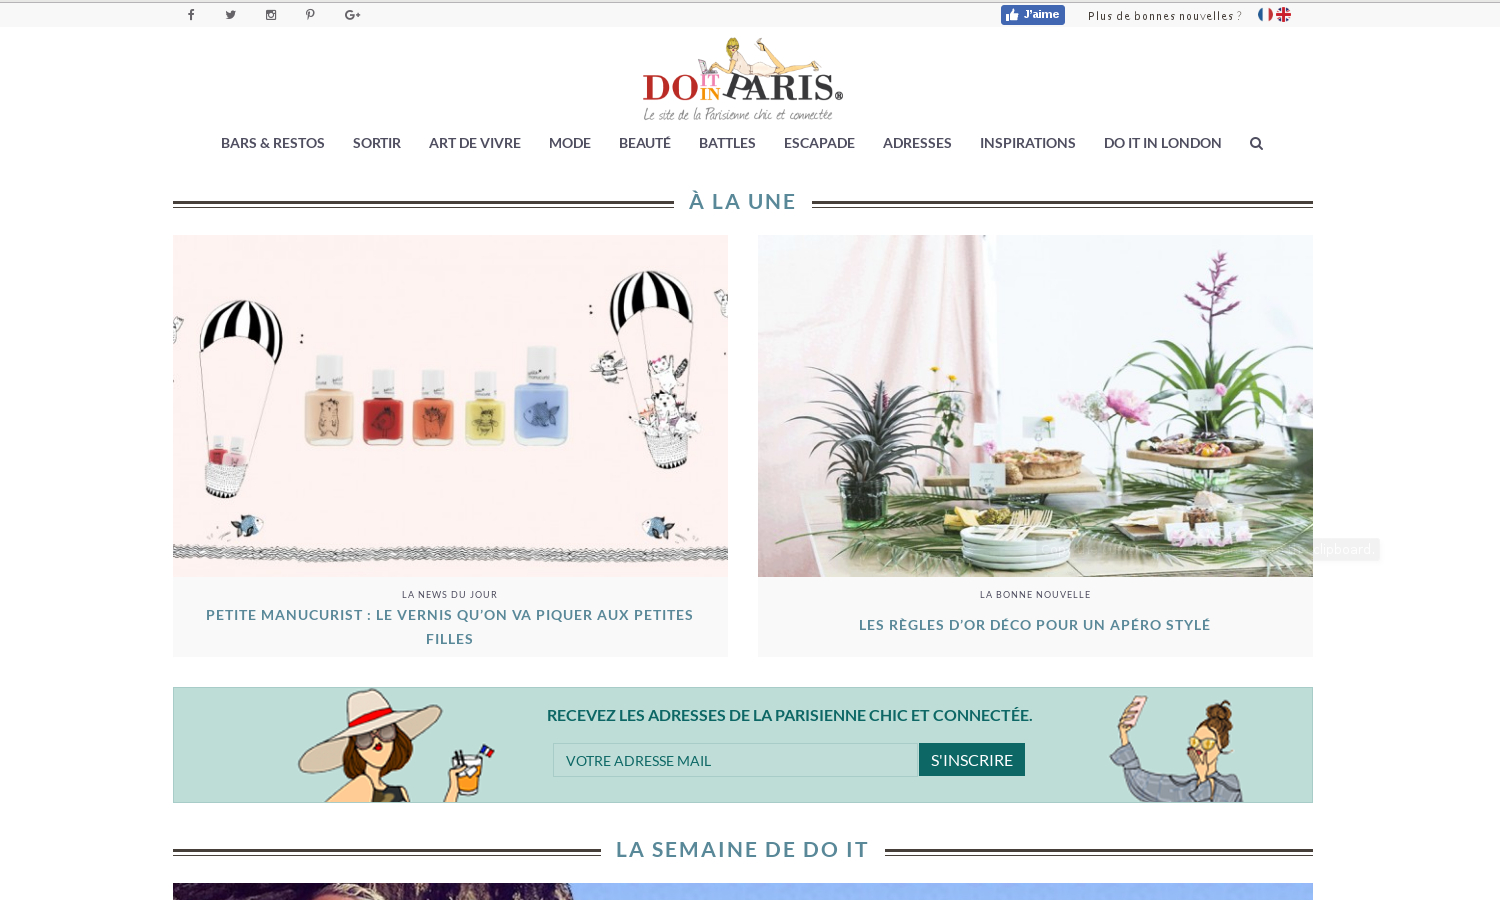 J'aime
Plus de bonnes nouvelles ?
DO IT IN PARIS®
Le site de la Parisienne chic et connectée
BARS & RESTOS SORTIR ART DE VIVRE MODE BEAUTÉ BATTLES ESCAPADE ADRESSES INSPIRATIONS DO IT IN LONDON
À LA UNE
clipboard.
LA NEWS DU JOUR
PETITE MANUCURIST : LE VERNIS QU’ON VA PIQUER AUX PETITES
FILLES
LA BONNE NOUVELLE
LES RÈGLES D’OR DÉCO POUR UN APÉRO STYLÉ
RECEVEZ LES ADRESSES DE LA PARISIENNE CHIC ET CONNECTÉE.
VOTRE ADRESSE MAIL
S'INSCRIRE
LA SEMAINE DE DO IT